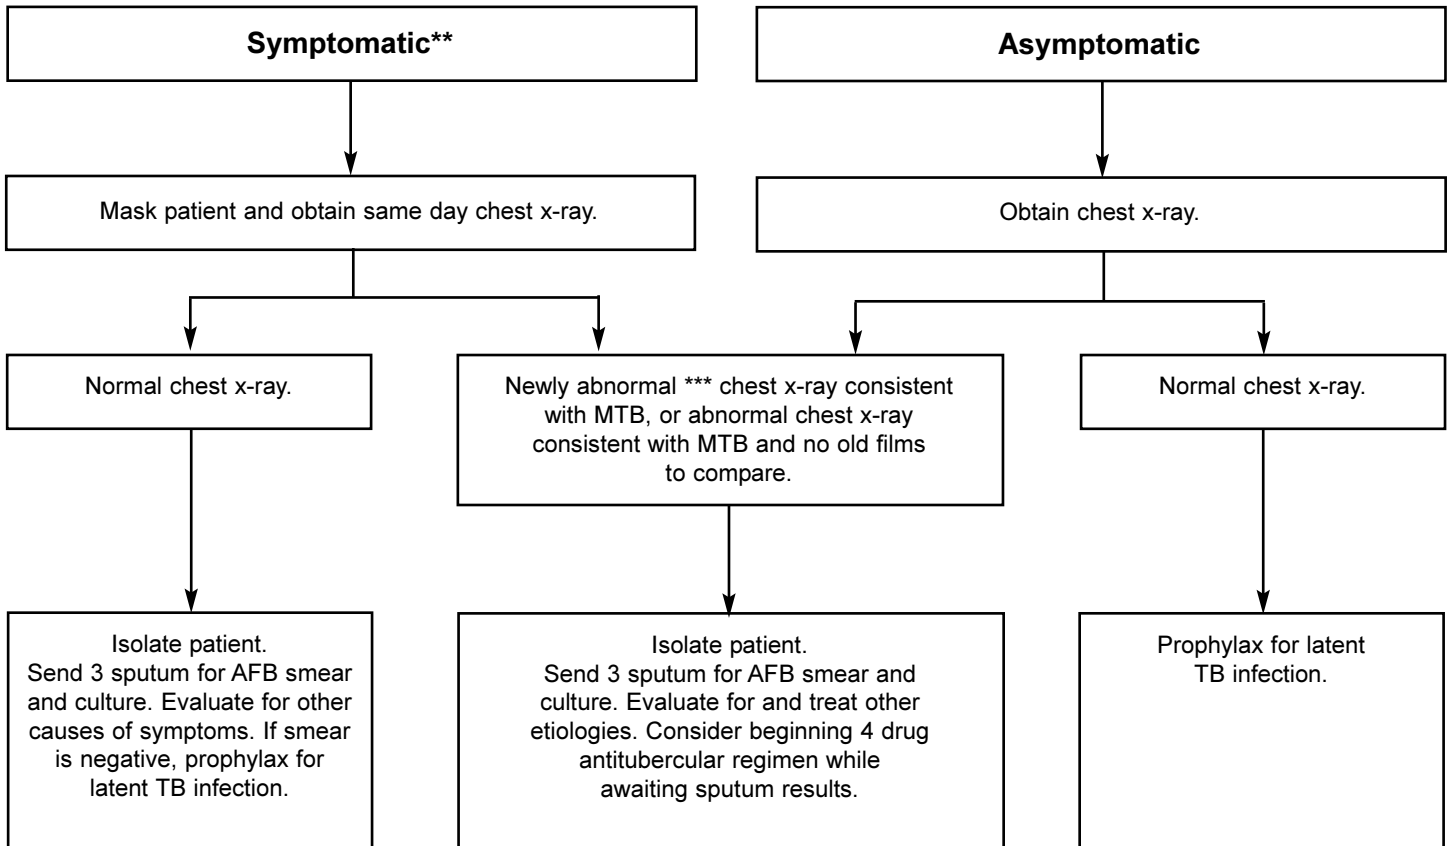 Symptomatic**
Asymptomatic
Mask patient and obtain same day chest x-ray.
Obtain chest x-ray.
Normal chest x-ray.
Newly abnormal *** chest x-ray consistent
with MTB, or abnormal chest x-ray
consistent with MTB and no old films
to compare.
Normal chest x-ray.
Isolate patient.
Send 3 sputum for AFB smear
and culture. Evaluate for other
causes of symptoms. If smear
is negative, prophylax for
latent TB infection.
Isolate patient.
Send 3 sputum for AFB smear and
culture. Evaluate for and treat other
etiologies. Consider beginning 4 drug
antitubercular regimen while
awaiting sputum results.
Prophylax for latent
TB infection.